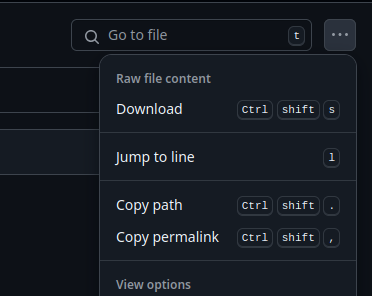 Go to file t ...
Raw file content
Download Ctrl shift s
Jump to line l
Copy path Ctrl shift .
Copy permalink Ctrl shift ,
View options